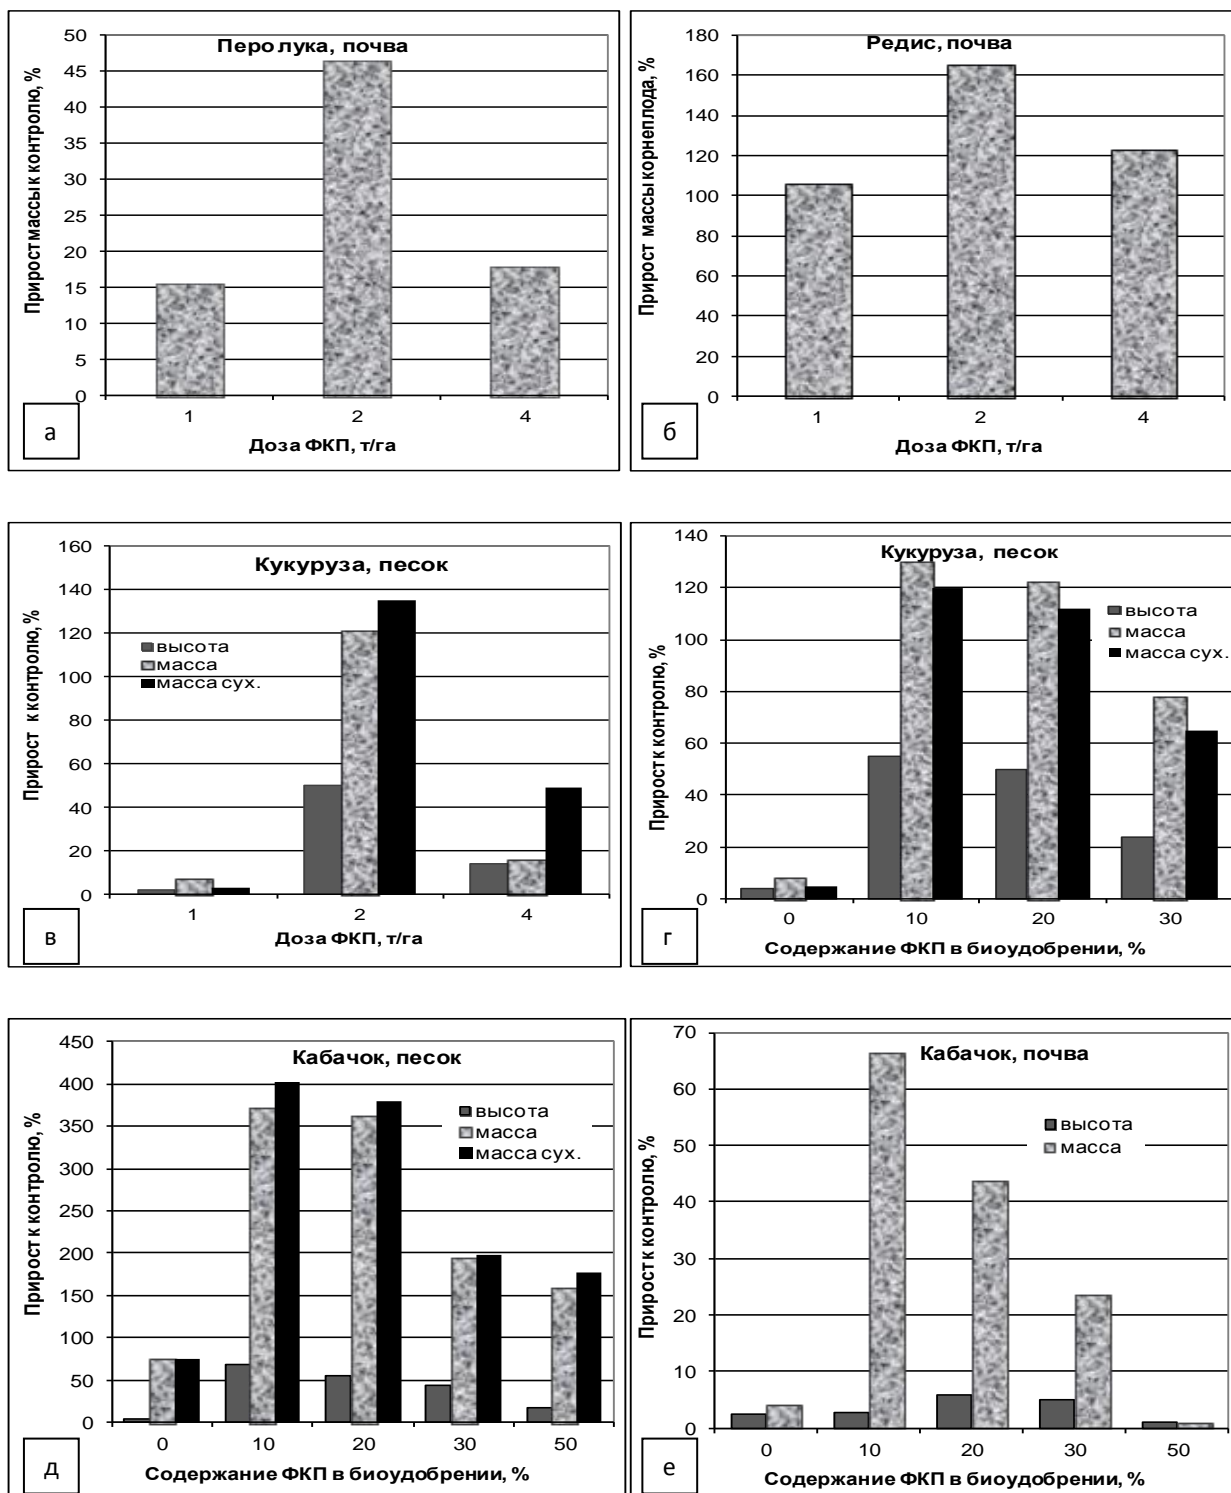 Перо лука, почва
Прирост массы к контролю, %
50
45
40
35
30
25
20
15
10
5
0
1 2 4
Доза ФКП, т/га
а
Редис, почва
Прирост массы корнеплода, %
180
160
140
120
100
80
60
40
20
0
1 2 4
Доза ФКП, т/га
б
Кукуруза, песок
Прирост к контролю, %
160
140
120
100
80
60
40
20
0
высота
масса
масса сух.
1 2 4
Доза ФКП, т/га
в
Кукуруза, песок
Прирост к контролю, %
140
120
100
80
60
40
20
0
высота
масса
масса сух.
0 10 20 30
Содержание ФКП в биоудобрении, %
г
Кабачок, песок
Прирост к контролю, %
450
400
350
300
250
200
150
100
50
0
высота
масса
масса сух.
0 10 20 30 50
Содержание ФКП в биоудобрении, %
д
Кабачок, почва
Прирост к контролю, %
70
60
50
40
30
20
10
0
высота
масса
0 10 20 30 50
Содержание ФКП в биоудобрении, %
е